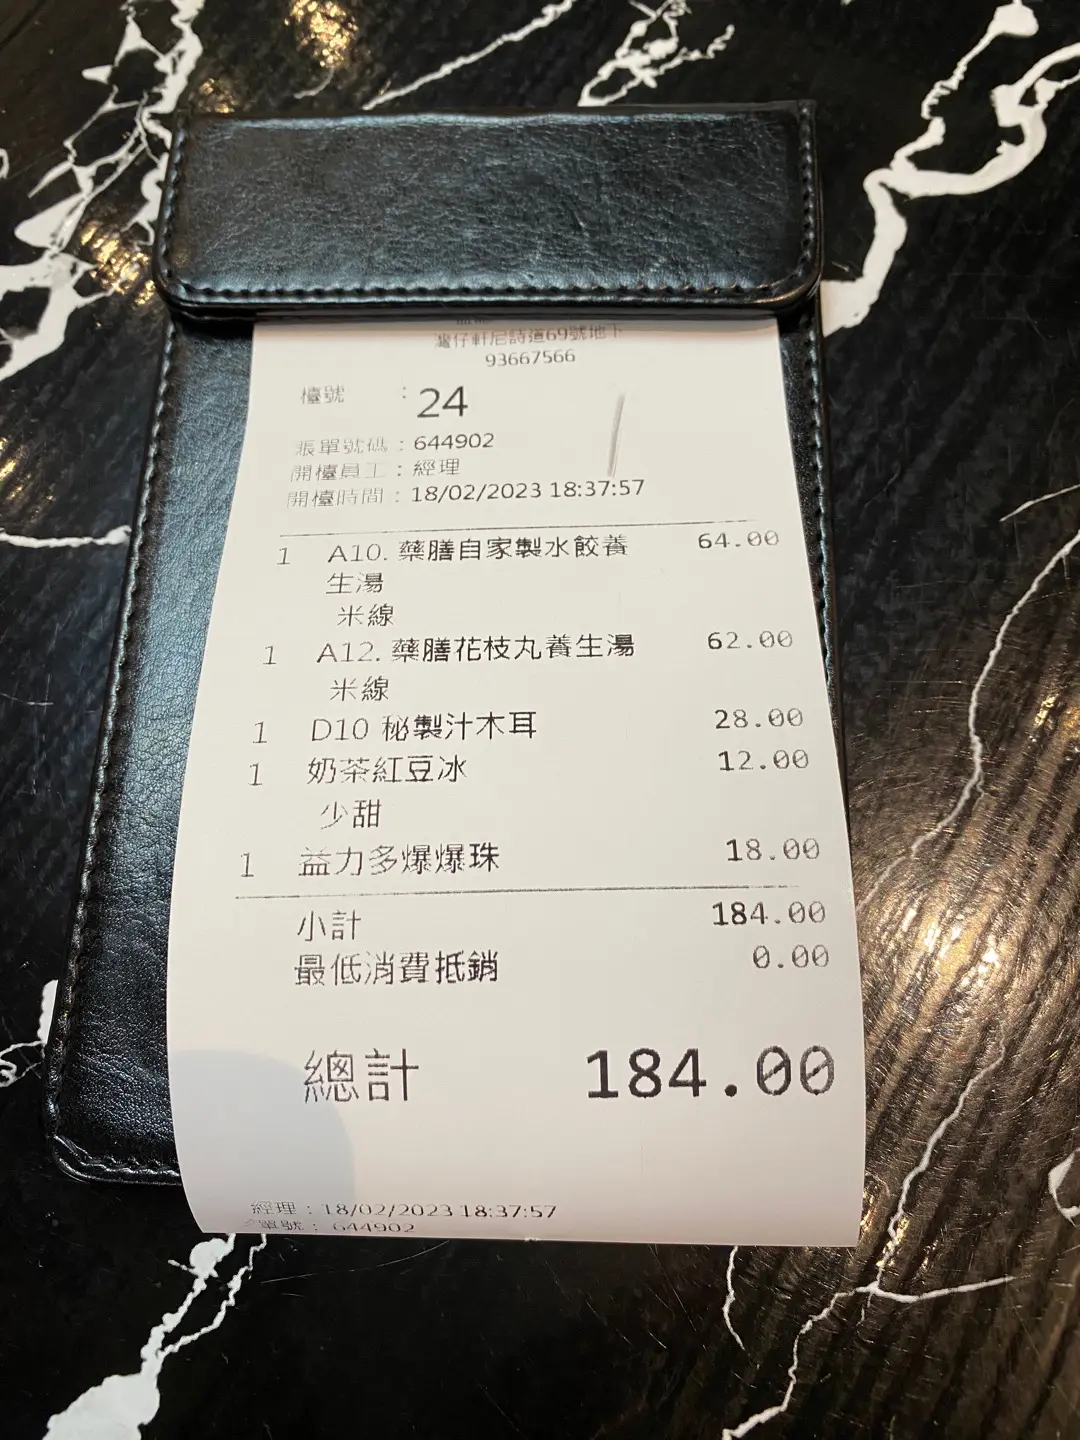 灣仔軒尼詩道69號地下
93667566
檯號 : 24
賬單號碼 : 644902
開檯員工 : 經理
開檯時間 : 18/02/2023 18:37:57
1 A10. 藥膳自家製水餃養 64.00
生湯
米線
1 A12. 藥膳花枝丸養生湯 62.00
米線
1 D10 秘製汁木耳 28.00
1 奶茶紅豆冰 12.00
少甜
1 益力多爆爆珠 18.00
小計 184.00
最低消費抵銷 0.00
總計 184.00
經理 : 18/02/2023 18:37:57
單號 : 644902